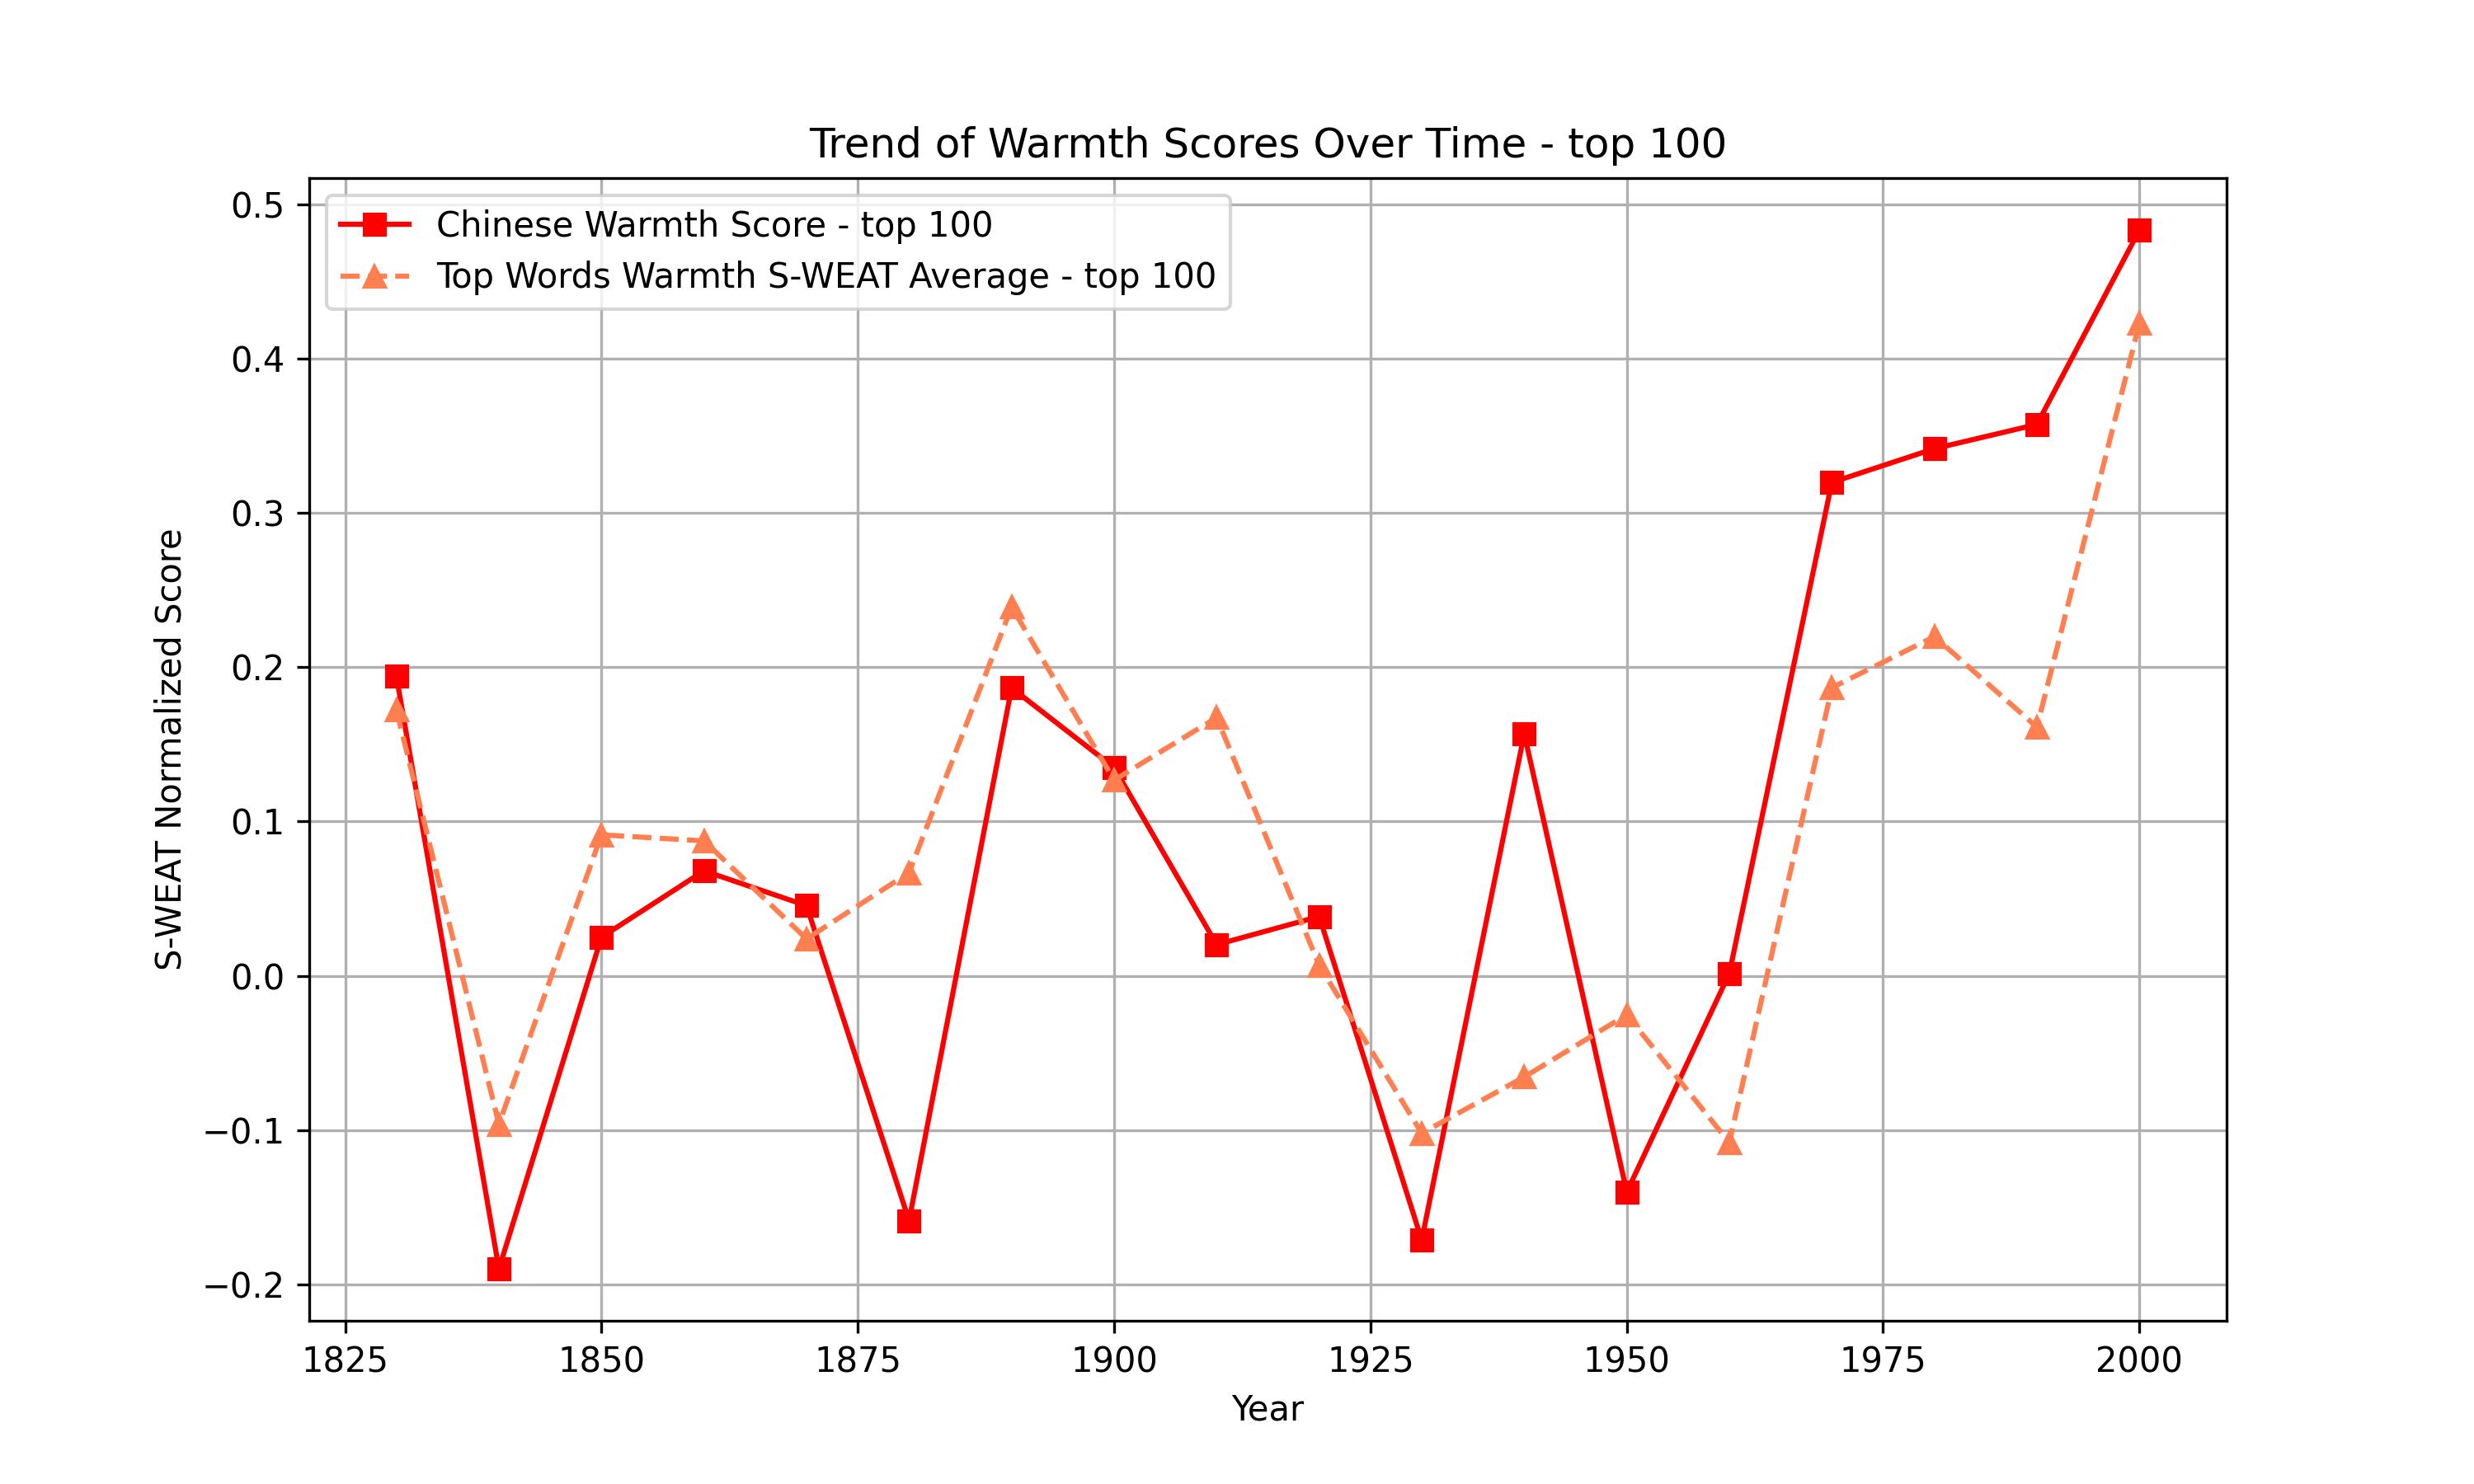 Trend of Warmth Scores Over Time - top 100
Chinese Warmth Score - top 100
Top Words Warmth S-WEAT Average - top 100
S-WEAT Normalized Score
0.5
0.4
0.3
0.2
0.1
0.0
−0.1
−0.2
1825 1850 1875 1900 1925 1950 1975 2000
Year